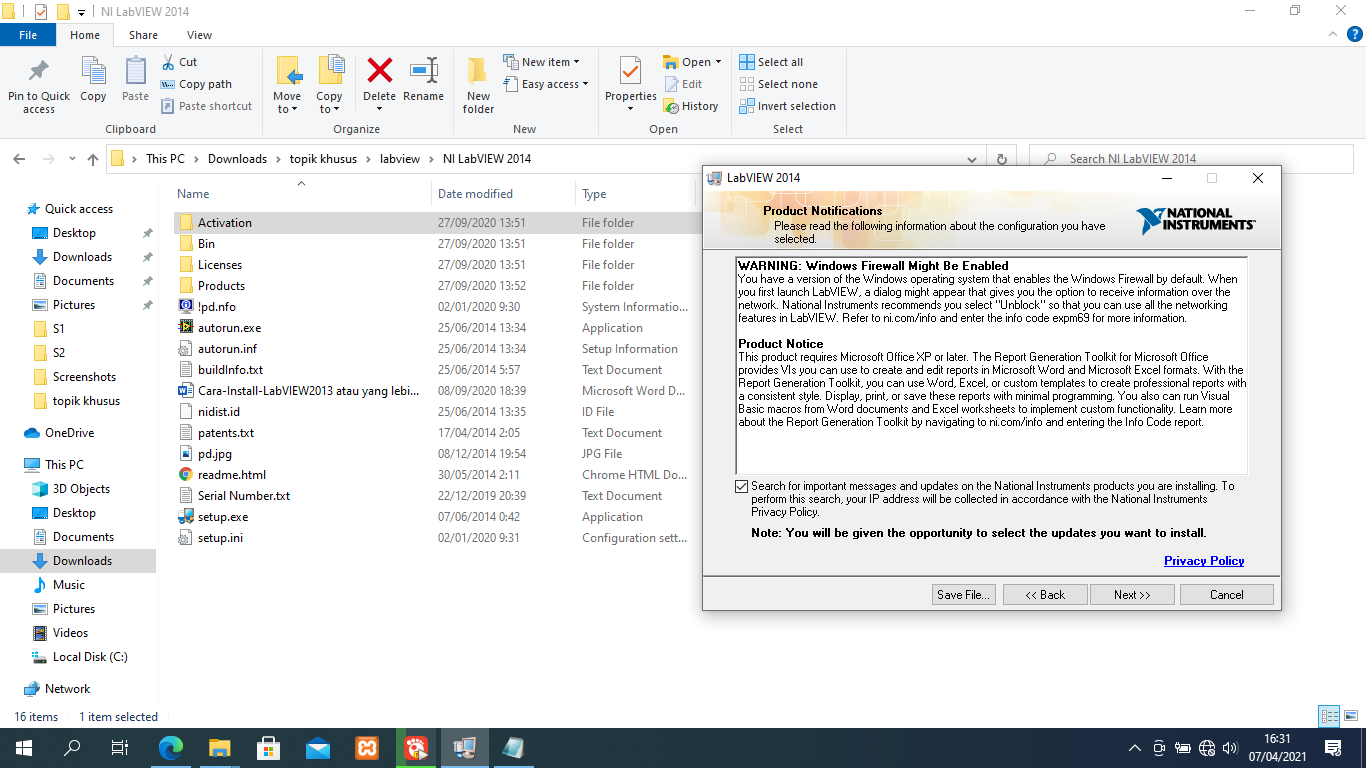 NI LabVIEW 2014
File Home Share View
Pin to Quick access
Copy
Paste
Cut
Copy path
Paste shortcut
Clipboard
Move to
Copy to
Delete
Rename
Organize
New folder
New item
Easy access
New
Properties
Open
Edit
History
Open
Select all
Select none
Invert selection
Select
This PC > Downloads > topik khusus > labview > NI LabVIEW 2014
Search NI LabVIEW 2014
Quick access
Desktop
Downloads
Documents
Pictures
S1
S2
Screenshots
topik khusus
OneDrive
This PC
3D Objects
Desktop
Documents
Downloads
Music
Pictures
Videos
Local Disk (C:)
Network
Name Date modified Type
Activation 27/09/2020 13:51 File folder
Bin 27/09/2020 13:51 File folder
Licenses 27/09/2020 13:51 File folder
Products 27/09/2020 13:52 File folder
!pd.nfo 02/01/2020 9:30 System Informatio...
autorun.exe 25/06/2014 13:34 Application
autorun.inf 25/06/2014 13:34 Setup Information
buildInfo.txt 25/06/2014 5:57 Text Document
Cara-Install-LabVIEW2013 atau yang lebi... 08/09/2020 18:39 Microsoft Word D...
nidist.id 25/06/2014 13:35 ID File
patents.txt 17/04/2014 2:05 Text Document
pd.jpg 08/12/2014 19:54 JPG File
readme.html 30/05/2014 2:11 Chrome HTML Do...
Serial Number.txt 22/12/2019 20:39 Text Document
setup.exe 07/06/2014 0:42 Application
setup.ini 02/01/2020 9:31 Configuration sett...
LabVIEW 2014
Product Notifications
Please read the following information about the configuration you have
selected.
NATIONAL
INSTRUMENTS™
WARNING: Windows Firewall Might Be Enabled
You have a version of the Windows operating system that enables the Windows Firewall by default. When
you first launch LabVIEW, a dialog might appear that gives you the option to receive information over the
network. National Instruments recommends you select "Unblock" so that you can use all the networking
features in LabVIEW. Refer to ni.com/info and enter the info code expm69 for more information.
Product Notice
This product requires Microsoft Office XP or later. The Report Generation Toolkit for Microsoft Office
provides VIs you can use to create and edit reports in Microsoft Word and Microsoft Excel formats. With the
Report Generation Toolkit, you can use Word, Excel, or custom templates to create professional reports with
a consistent style. Display, print, or save these reports with minimal programming. You also can run Visual
Basic macros from Word documents and Excel worksheets to implement custom functionality. Learn more
about the Report Generation Toolkit by navigating to ni.com/info and entering the Info Code report.
Search for important messages and updates on the National Instruments products you are installing. To
perform this search, your IP address will be collected in accordance with the National Instruments
Privacy Policy.
Note: You will be given the opportunity to select the updates you want to install.
Privacy Policy
Save File... << Back Next >> Cancel
16 items 1 item selected
16:31
07/04/2021